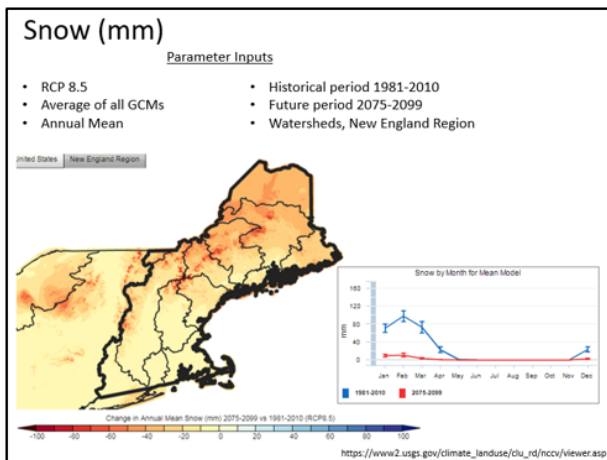 Snow (mm)
Parameter Inputs
• RCP 8.5
• Average of all GCMs
• Annual Mean
• Historical period 1981-2010
• Future period 2075-2099
• Watersheds, New England Region
United States
New England Region
Snow by Month for Mean Model
160
120
80
40
0
mm
Jan Feb Mar Apr May Jun Jul Aug Sep Oct Nov Dec
1981-2010 2075-2099
Change in Annual Mean Snow (mm) 2075-2099 vs 1981-2010 (RCP8.5)
-100 -80 -60 -40 -20 0 20 40 60 80 100
https://www2.usgs.gov/climate_landuse/clu_rd/nccv/viewer.asp